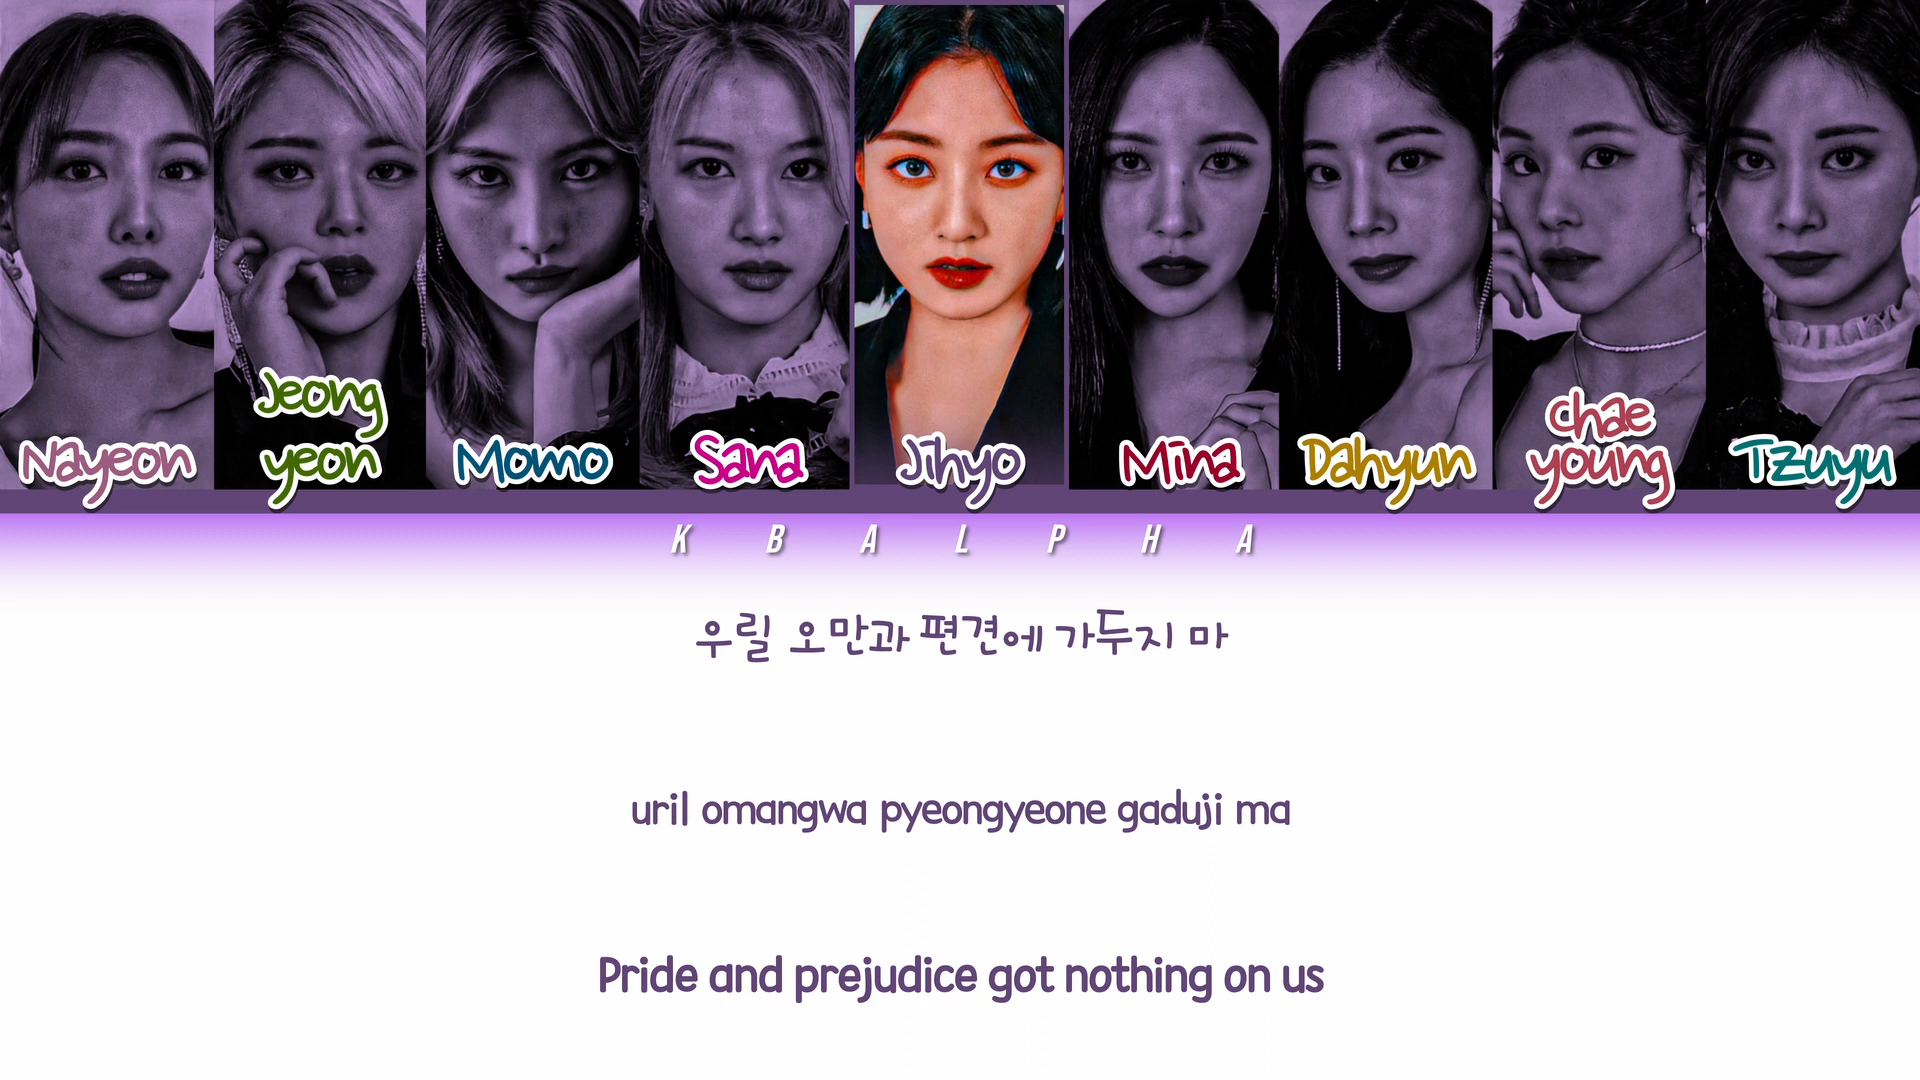 Nayeon
Jeong
yeon
Momo
Sana
Jihyo
Mina
Dahyun
Chae
young
Tzuyu
K B A L P H A
우릴 오만과 편견에 가두지 마
uril omangwa pyeongyeone gaduji ma
Pride and prejudice got nothing on us